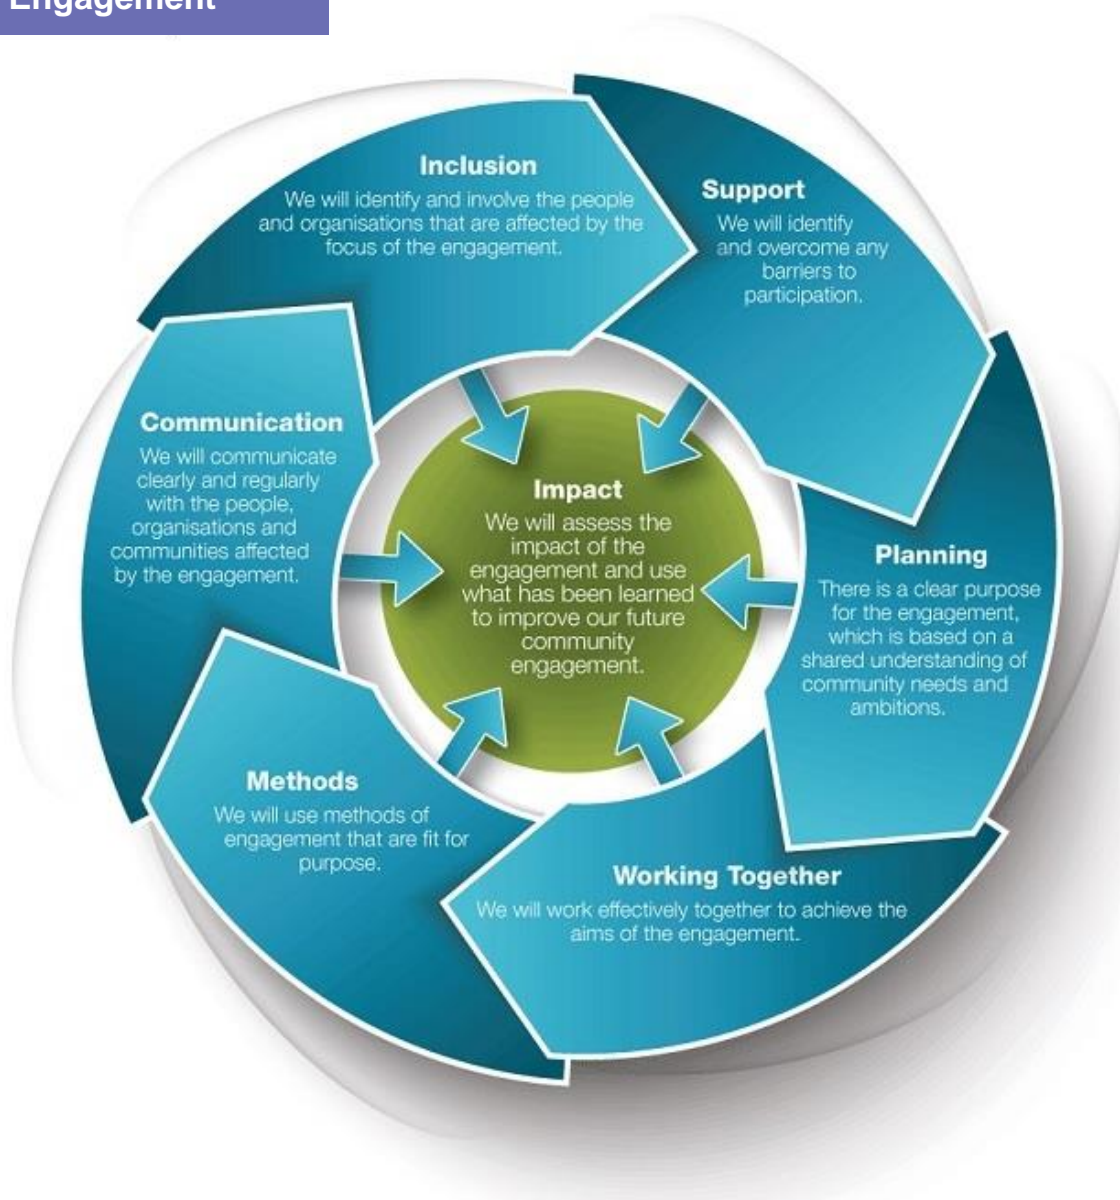 Engagement
Inclusion
We will identify and involve the people
and organisations that are affected by the
focus of the engagement.
Support
We will identify
and overcome any
barriers to
participation.
Planning
There is a clear purpose
for the engagement,
which is based on a
shared understanding of
community needs and
ambitions.
Working Together
We will work effectively together to achieve the
aims of the engagement.
Methods
We will use methods of
engagement that are fit for
purpose.
Communication
We will communicate
clearly and regularly
with the people,
organisations and
communities affected
by the engagement.
Impact
We will assess the
impact of the
engagement and use
what has been learned
to improve our future
community
engagement.